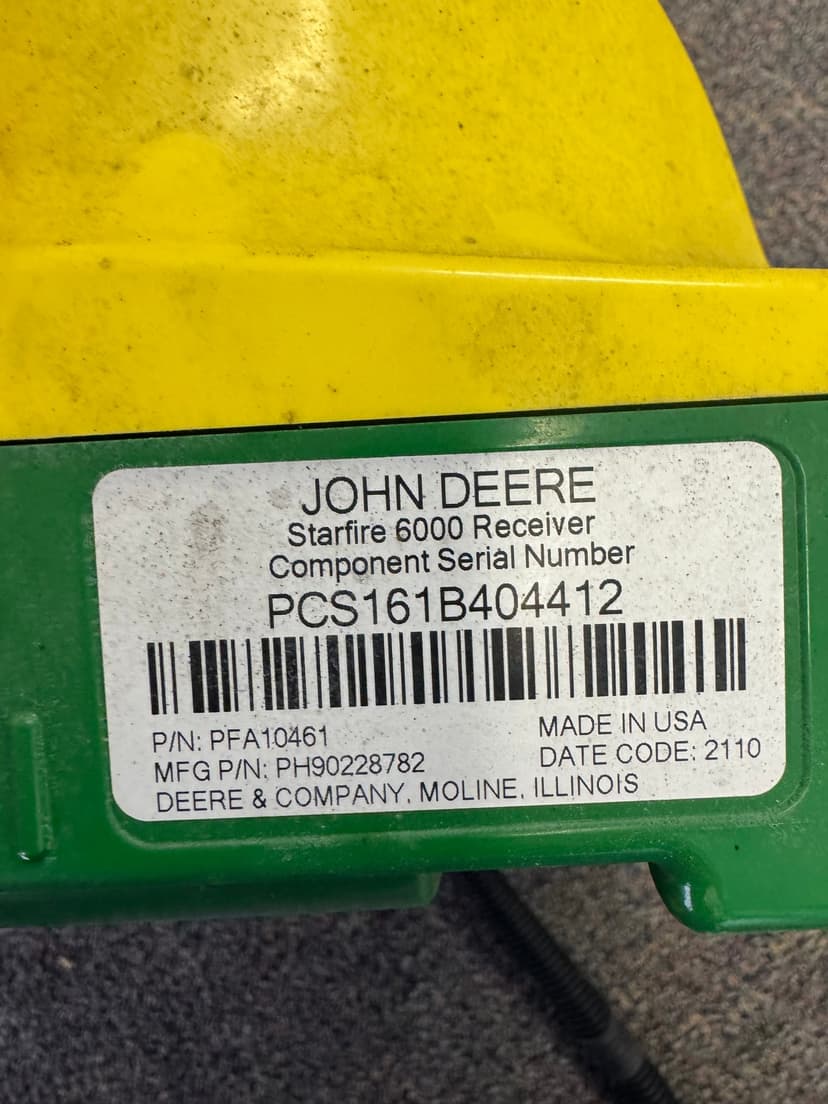 JOHN DEERE
Starfire 6000 Receiver
Component Serial Number
PCS161B404412
P/N: PFA10461
MFG P/N: PH90228782
DEERE & COMPANY, MOLINE, ILLINOIS
MADE IN USA
DATE CODE: 2110